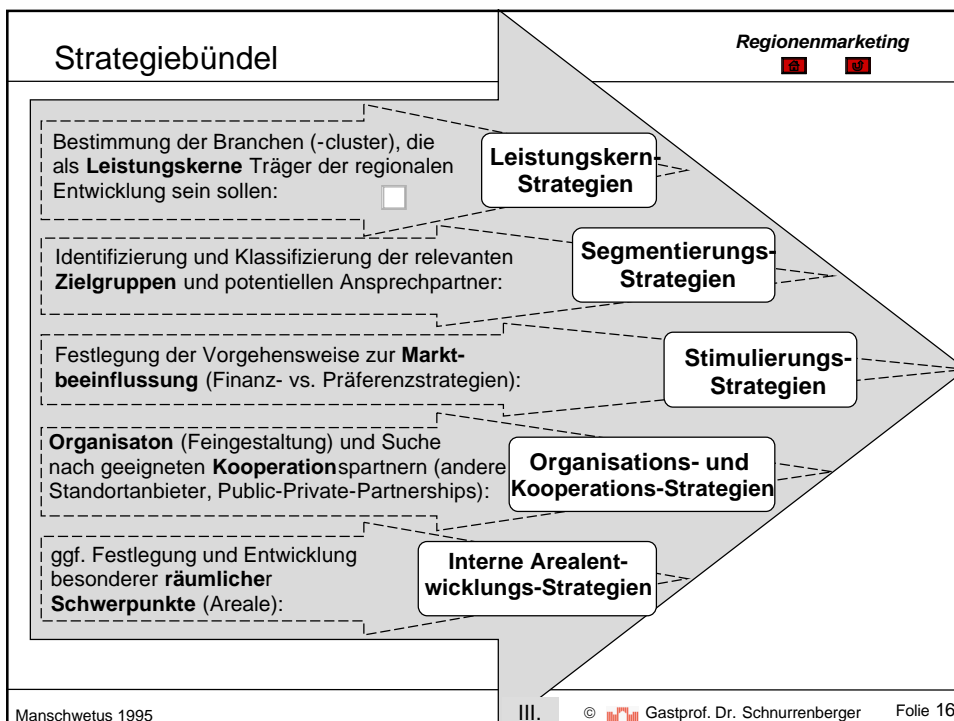 Strategiebündel
Regionenmarketing
Bestimmung der Branchen (-cluster), die
als Leistungskerne Träger der regionalen
Entwicklung sein sollen:
Leistungskern-
Strategien
Identifizierung und Klassifizierung der relevanten
Zielgruppen und potentiellen Ansprechpartner:
Segmentierungs-
Strategien
Festlegung der Vorgehensweise zur Markt-
beeinflussung (Finanz- vs. Präferenzstrategien):
Stimulierungs-
Strategien
Organisaton (Feingestaltung) und Suche
nach geeigneten Kooperationspartnern (andere
Standortanbieter, Public-Private-Partnerships):
Organisations- und
Kooperations-Strategien
ggf. Festlegung und Entwicklung
besonderer räumlicher
Schwerpunkte (Areale):
Interne Arealent-
wicklungs-Strategien
Manschwetus 1995
III.
© Gastprof. Dr. Schnurrenberger
Folie 16